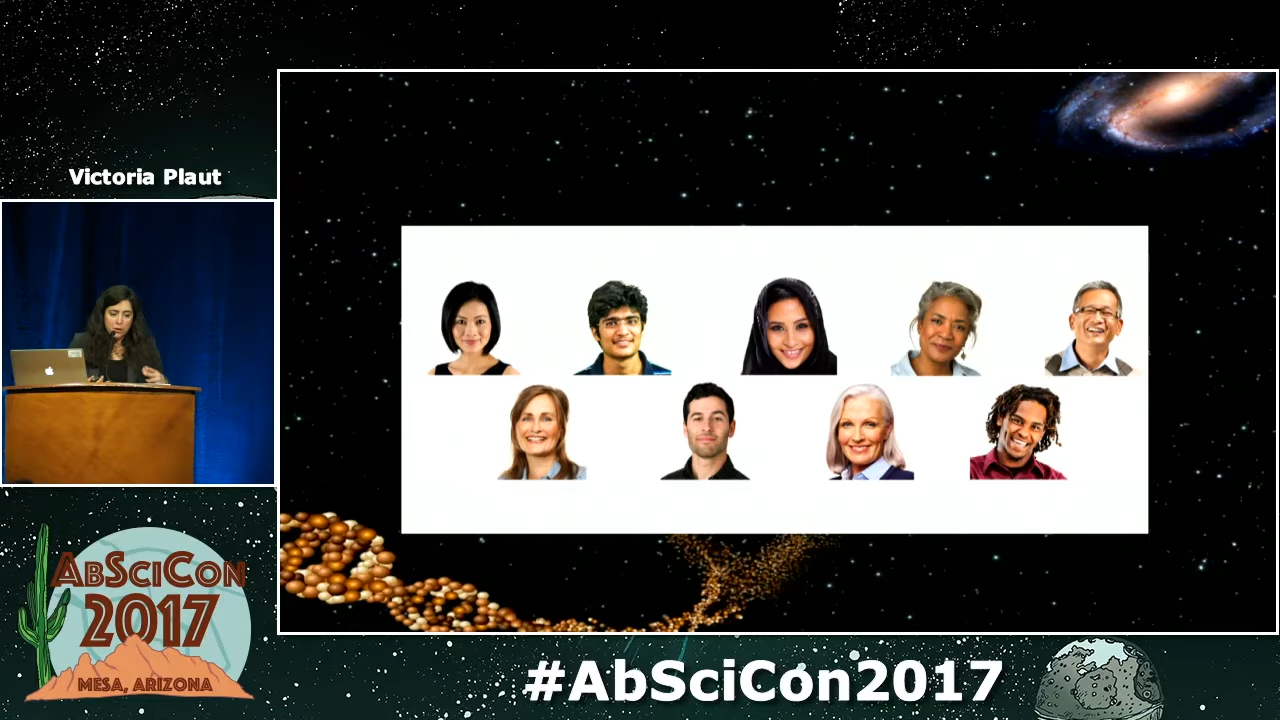 Victoria Plaut
ABSCICON
2017
MESA, ARIZONA
#AbSciCon2017